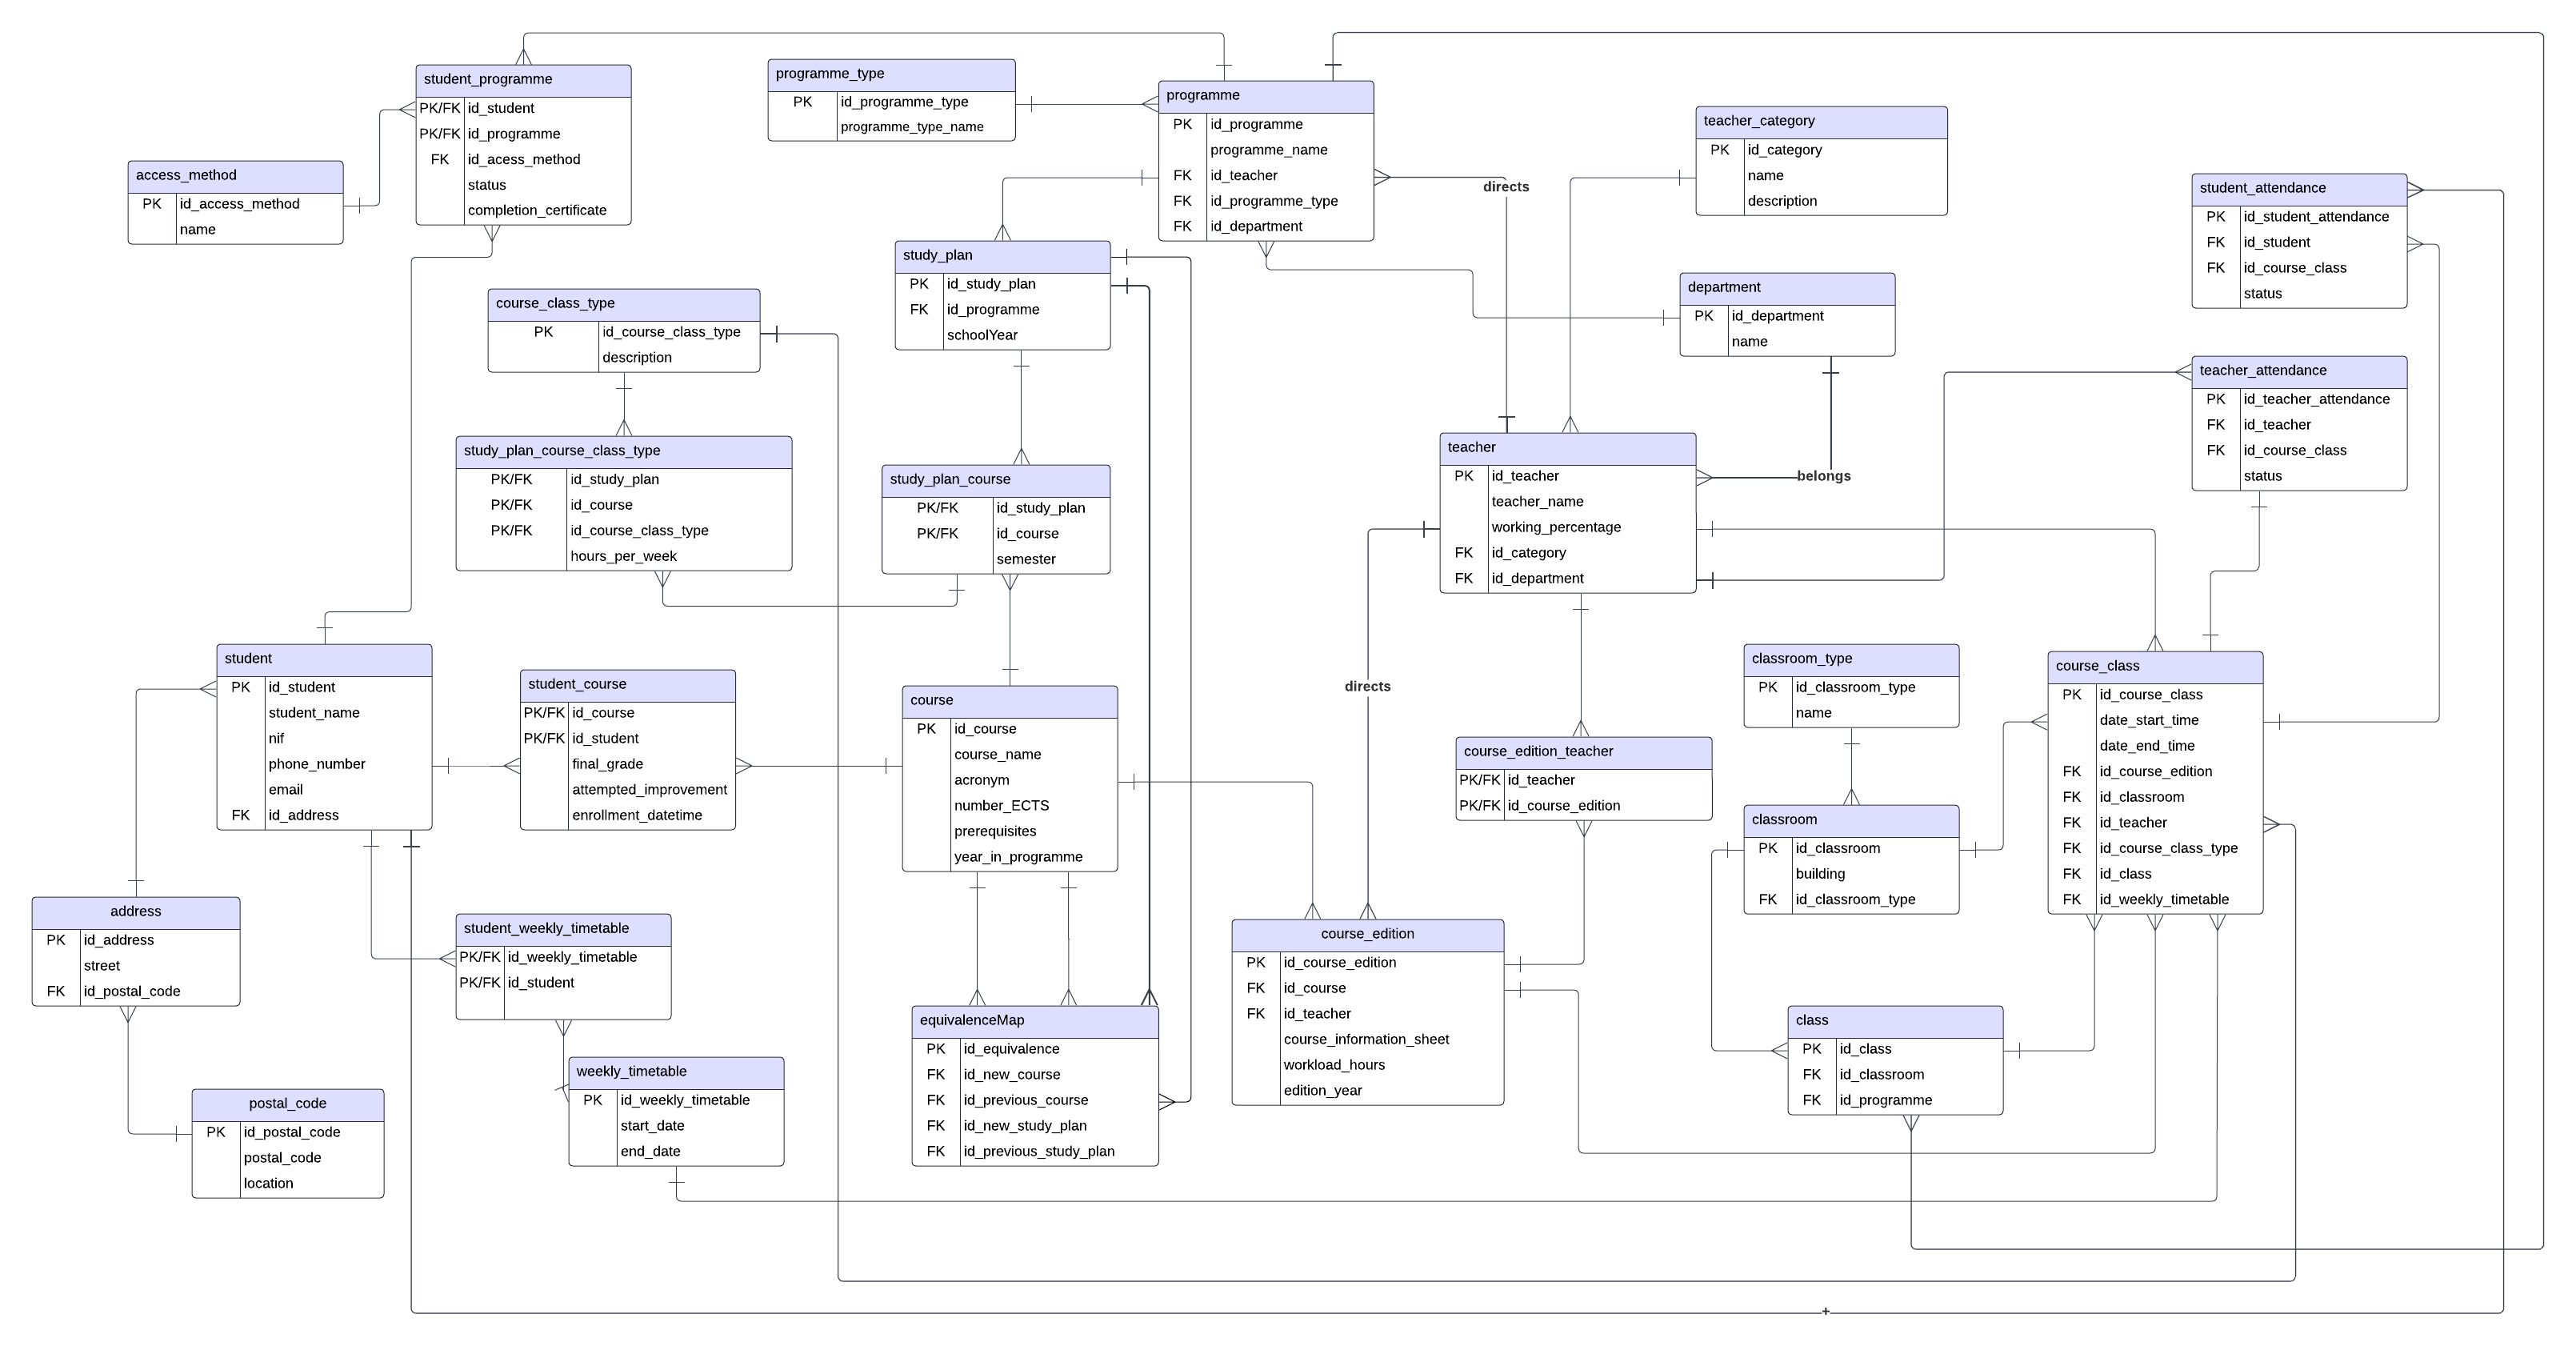 student_programme
PK/FK id_student
PK/FK id_programme
FK id_acess_method
status
completion_certificate
programme_type
PK id_programme_type
programme_type_name
programme
PK id_programme
programme_name
FK id_teacher
FK id_programme_type
FK id_department
teacher_category
PK id_category
name
description
access_method
PK id_access_method
name
directs
student_attendance
PK id_student_attendance
FK id_student
FK id_course_class
status
study_plan
PK id_study_plan
FK id_programme
schoolYear
department
PK id_department
name
course_class_type
PK id_course_class_type
description
teacher_attendance
PK id_teacher_attendance
FK id_teacher
FK id_course_class
status
study_plan_course_class_type
PK/FK id_study_plan
PK/FK id_course
PK/FK id_course_class_type
hours_per_week
study_plan_course
PK/FK id_study_plan
PK/FK id_course
semester
teacher
PK id_teacher
teacher_name
working_percentage
FK id_category
FK id_department
belongs
student
PK id_student
student_name
nif
phone_number
email
FK id_address
student_course
PK/FK id_course
PK/FK id_student
final_grade
attempted_improvement
enrollment_datetime
course
PK id_course
course_name
acronym
number_ECTS
prerequisites
year_in_programme
directs
course_edition_teacher
PK/FK id_teacher
PK/FK id_course_edition
classroom_type
PK id_classroom_type
name
course_class
PK id_course_class
date_start_time
date_end_time
FK id_course_edition
FK id_classroom
FK id_teacher
FK id_course_class_type
FK id_class
FK id_weekly_timetable
classroom
PK id_classroom
building
FK id_classroom_type
address
PK id_address
street
FK id_postal_code
student_weekly_timetable
PK/FK id_weekly_timetable
PK/FK id_student
course_edition
PK id_course_edition
FK id_course
FK id_teacher
course_information_sheet
workload_hours
edition_year
equivalenceMap
PK id_equivalence
FK id_new_course
FK id_previous_course
FK id_new_study_plan
FK id_previous_study_plan
class
PK id_class
FK id_classroom
FK id_programme
weekly_timetable
PK id_weekly_timetable
start_date
end_date
postal_code
PK id_postal_code
postal_code
location
+